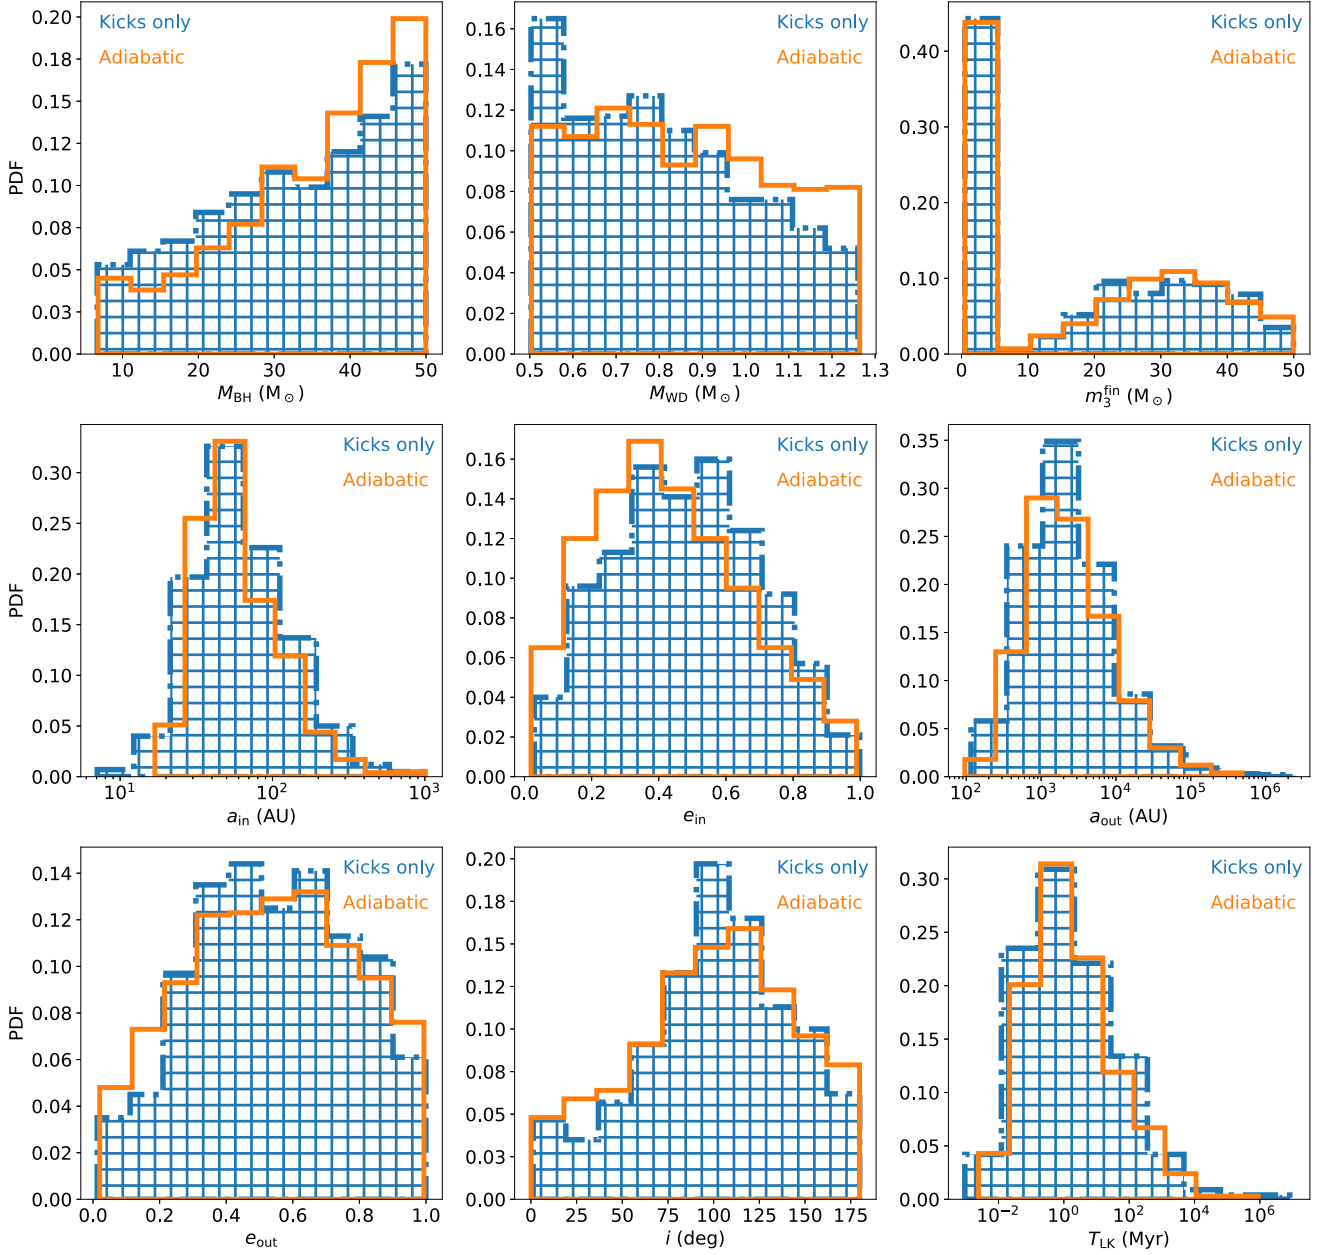 Kicks only
Adiabatic
PDF
0.20
0.18
0.15
0.12
0.10
0.08
0.05
0.03
0.00
10 20 30 40 50
M_BH (M_⊙)
Kicks only
Adiabatic
0.16
0.14
0.12
0.10
0.08
0.06
0.04
0.02
0.00
0.5 0.6 0.7 0.8 0.9 1.0 1.1 1.2 1.3
M_WD (M_⊙)
Kicks only
Adiabatic
0.40
0.30
0.20
0.10
0.00
0 10 20 30 40 50
m_3^fin (M_⊙)
Kicks only
Adiabatic
PDF
0.30
0.25
0.20
0.15
0.10
0.05
0.00
10^1 10^2 10^3
a_in (AU)
Kicks only
Adiabatic
0.16
0.14
0.12
0.10
0.08
0.06
0.04
0.02
0.00
0.0 0.2 0.4 0.6 0.8 1.0
e_in
Kicks only
Adiabatic
0.35
0.30
0.25
0.20
0.15
0.10
0.05
0.00
10^2 10^3 10^4 10^5 10^6
a_out (AU)
Kicks only
Adiabatic
PDF
0.14
0.12
0.10
0.08
0.06
0.04
0.02
0.00
0.0 0.2 0.4 0.6 0.8 1.0
e_out
Kicks only
Adiabatic
0.20
0.18
0.15
0.12
0.10
0.08
0.05
0.03
0.00
0 25 50 75 100 125 150 175
i (deg)
Kicks only
Adiabatic
0.30
0.25
0.20
0.15
0.10
0.05
0.00
10^−2 10^0 10^2 10^4 10^6
T_LK (Myr)